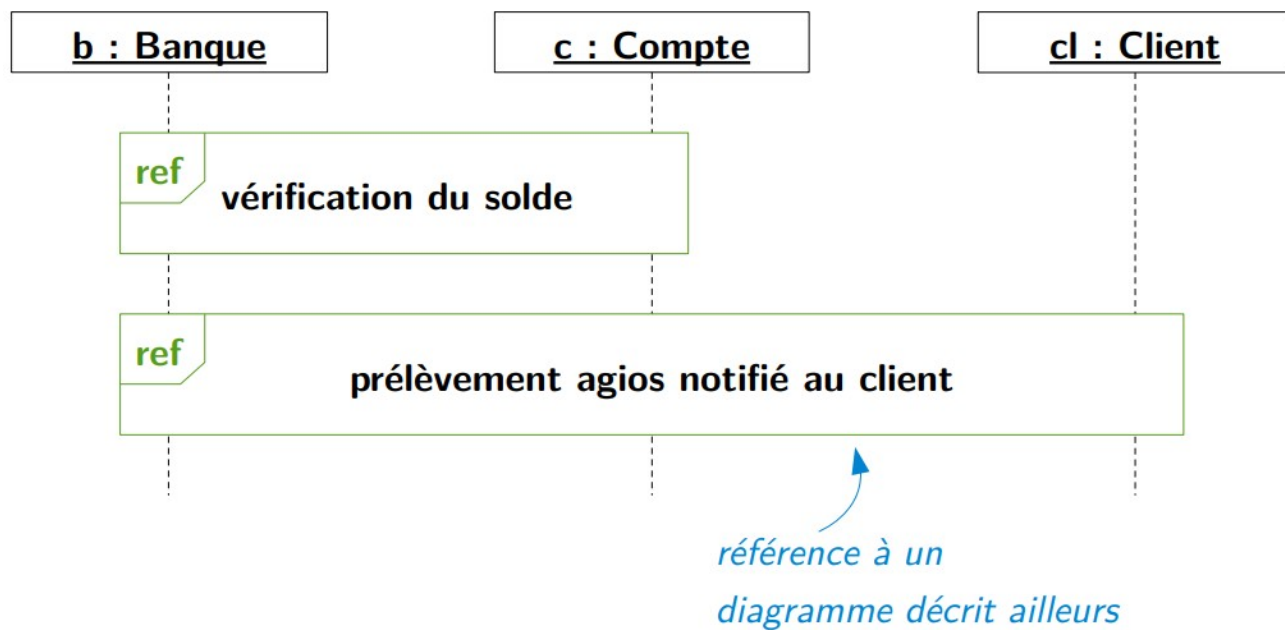 b : Banque
c : Compte
cl : Client
ref
vérification du solde
ref
prélèvement agios notifié au client
référence à un
diagramme décrit ailleurs